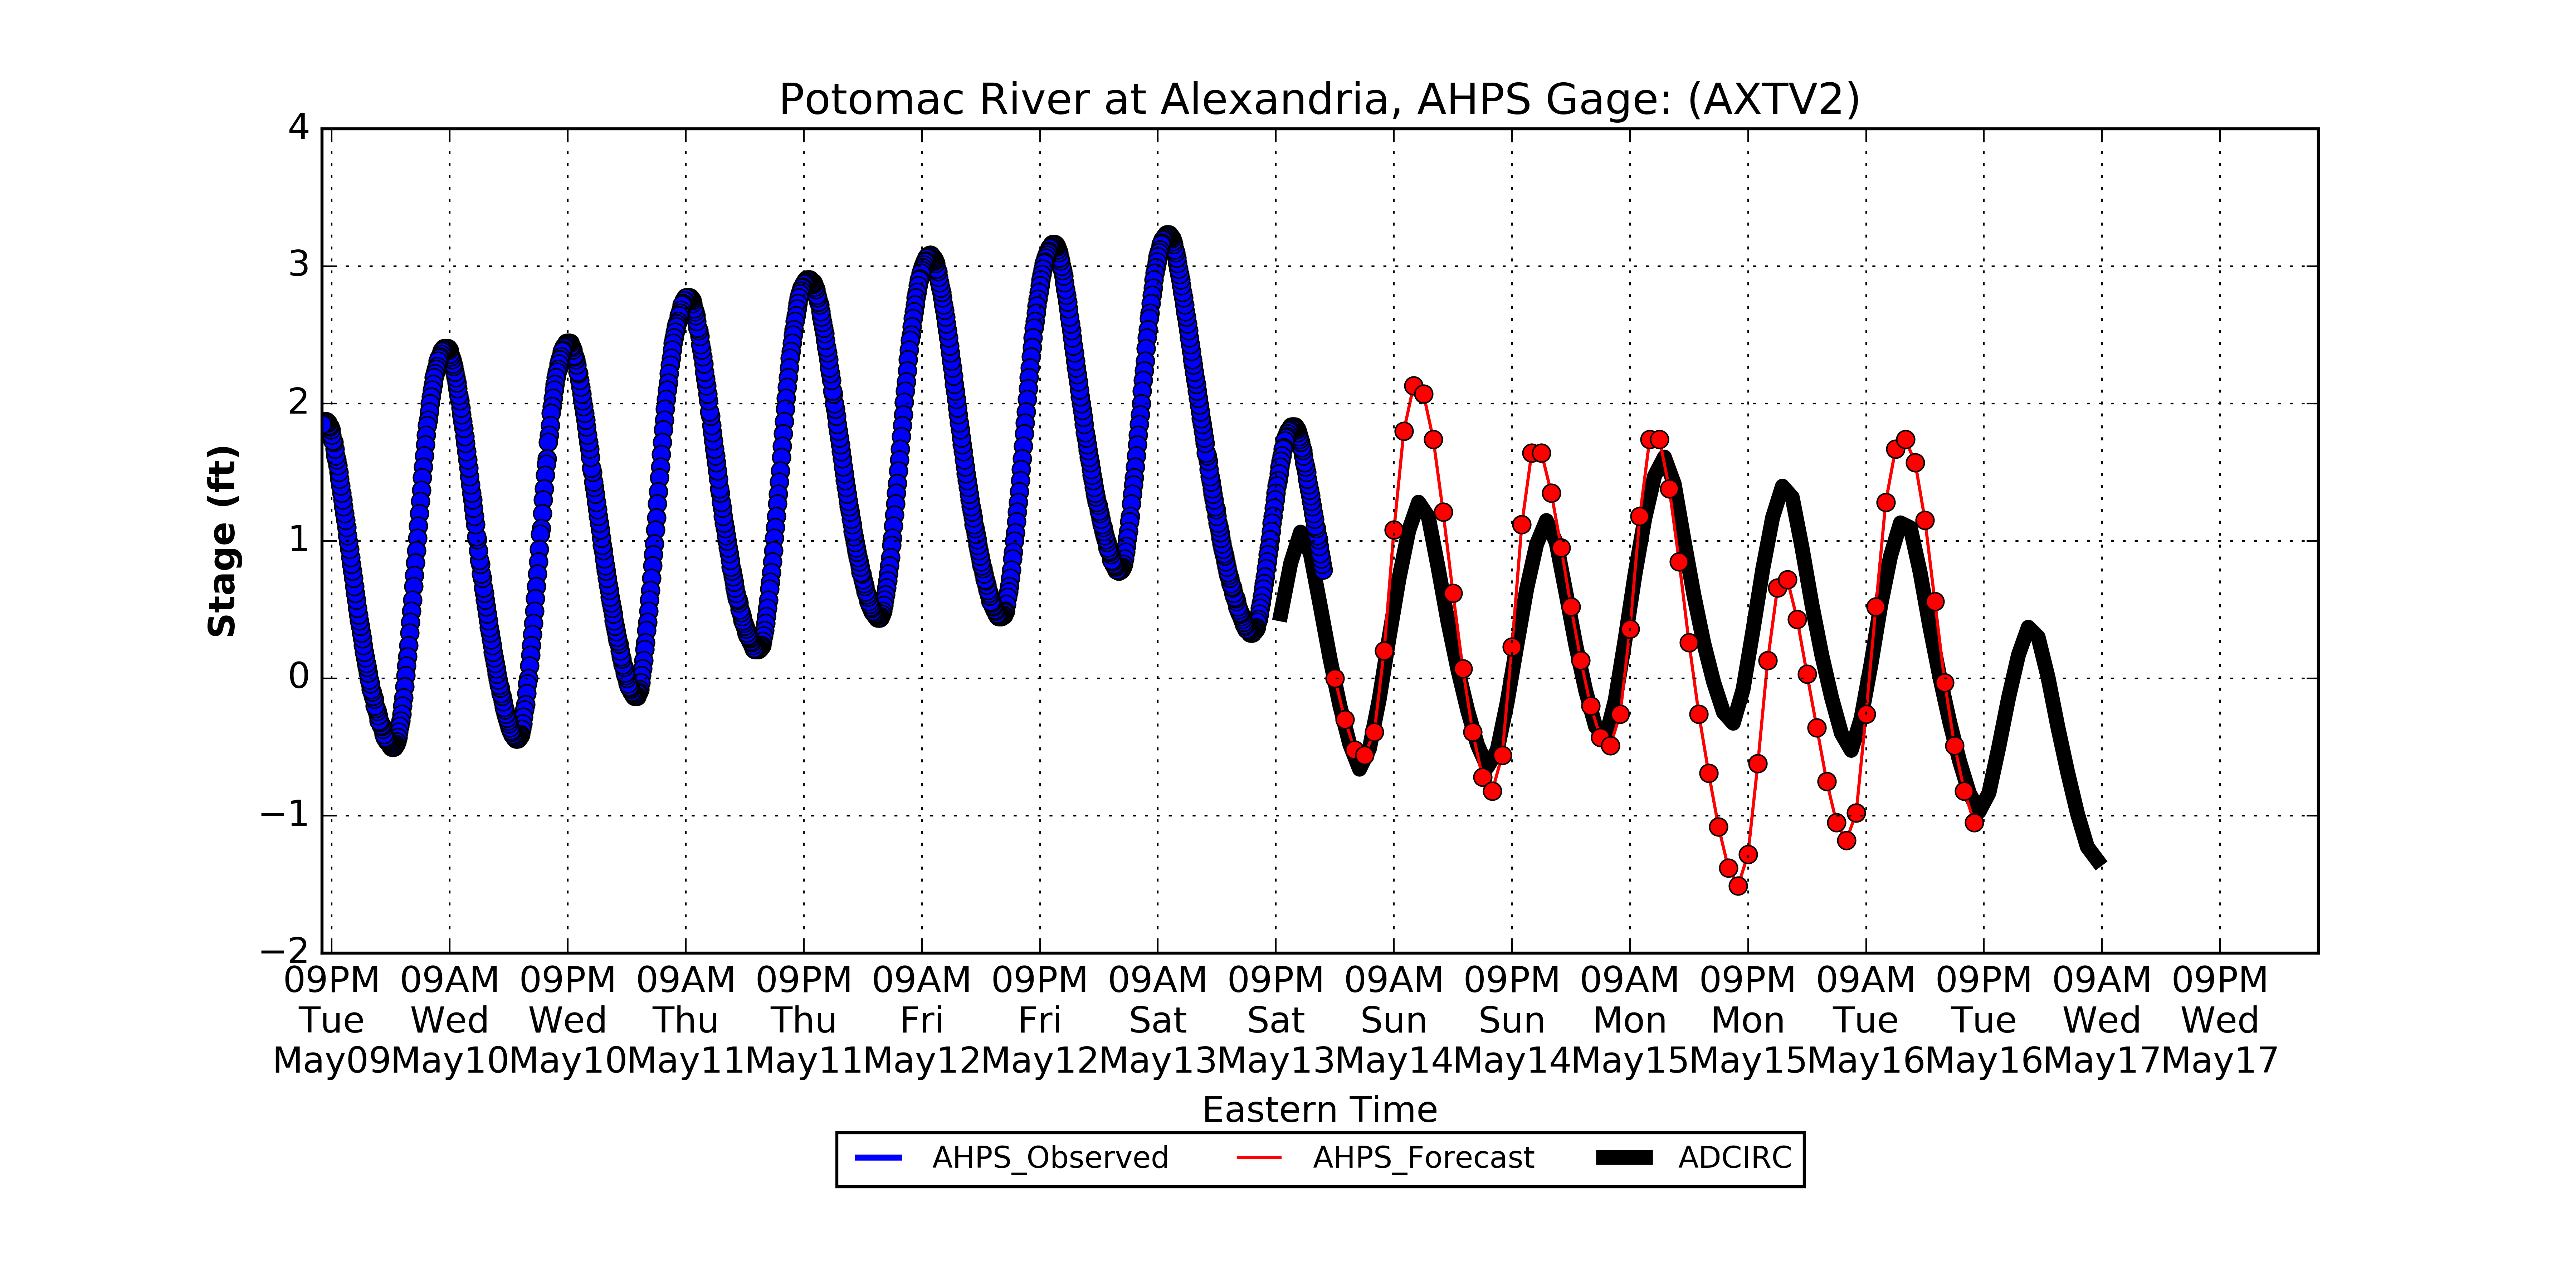 Potomac River at Alexandria, AHPS Gage: (AXTV2)
4
3
2
1
0
−1
−2
Stage (ft)
09PM 09AM 09PM 09AM 09PM 09AM 09PM 09AM 09PM 09AM 09PM 09AM 09PM 09AM 09PM 09AM 09PM
Tue Wed Wed Thu Thu Fri Fri Sat Sat Sun Sun Mon Mon Tue Tue Wed Wed
May09 May10 May10 May11 May11 May12 May12 May13 May13 May14 May14 May15 May15 May16 May16 May17 May17
Eastern Time
AHPS_Observed AHPS_Forecast ADCIRC